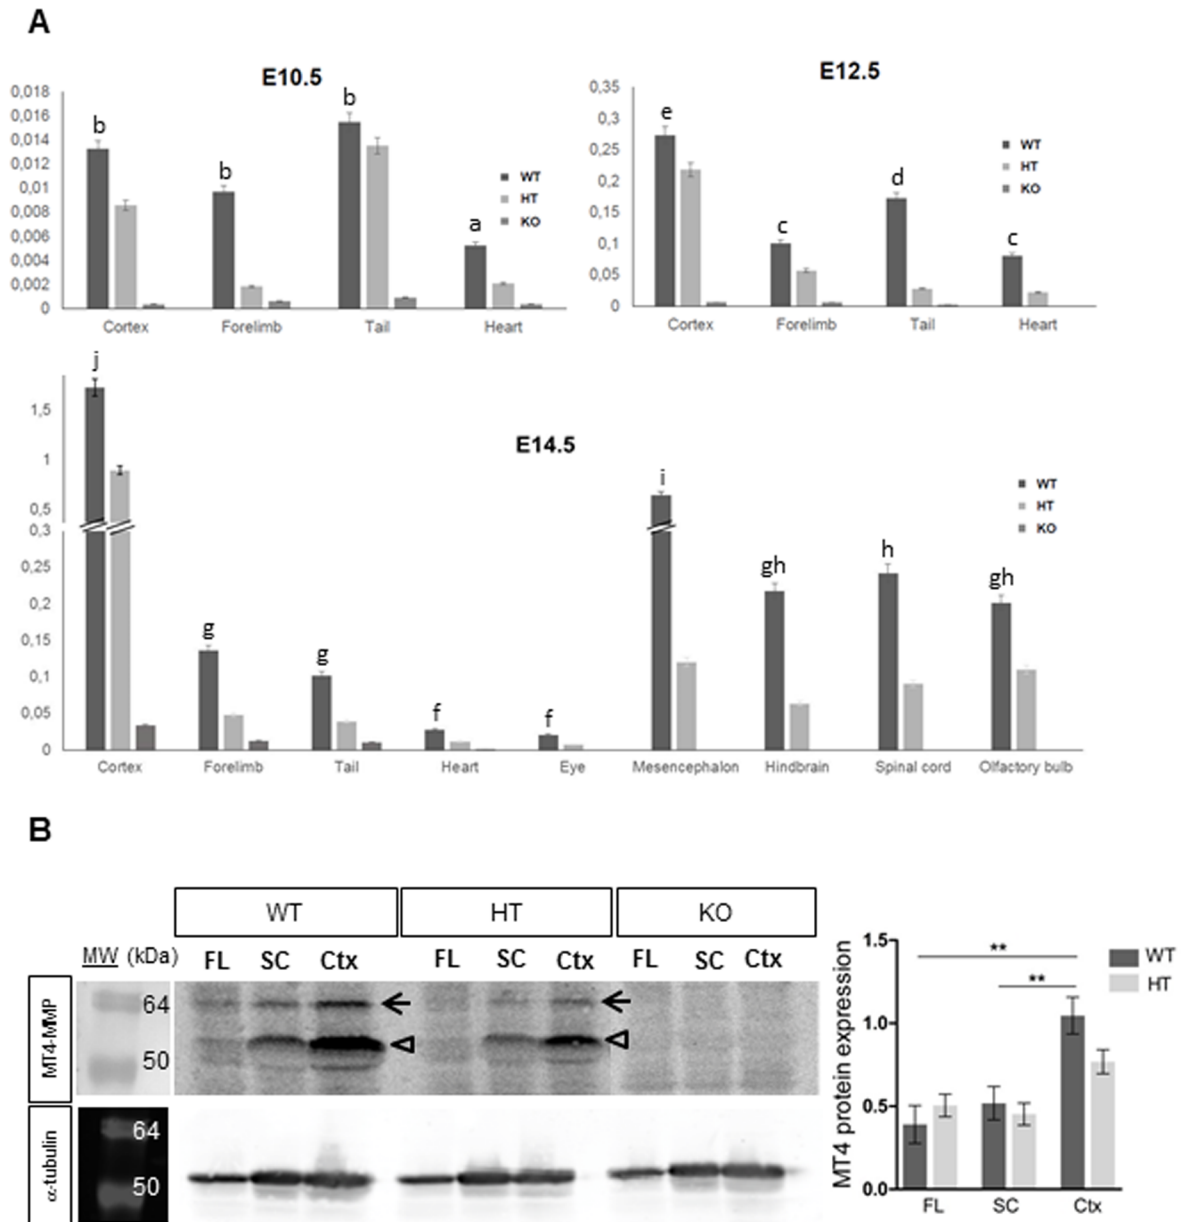 A
E10.5
0,018
0,016
0,014
0,012
0,01
0,008
0,006
0,004
0,002
0
b
b
b
a
WT
HT
KO
Cortex Forelimb Tail Heart
E12.5
0,35
0,3
0,25
0,2
0,15
0,1
0,05
0
e
c
d
c
WT
HT
KO
Cortex Forelimb Tail Heart
E14.5
1,5
1
0,5
0,3
0,25
0,2
0,15
0,1
0,05
0
j
g
g
f
f
i
gh
h
gh
WT
HT
KO
Cortex Forelimb Tail Heart Eye Mesencephalon Hindbrain Spinal cord Olfactory bulb
B
WT HT KO
MW (kDa) FL SC Ctx FL SC Ctx FL SC Ctx
MT4-MMP
64
50
α-tubulin
64
50
MT4 protein expression
1.5
1.0
0.5
0.0
**
**
WT
HT
FL SC Ctx